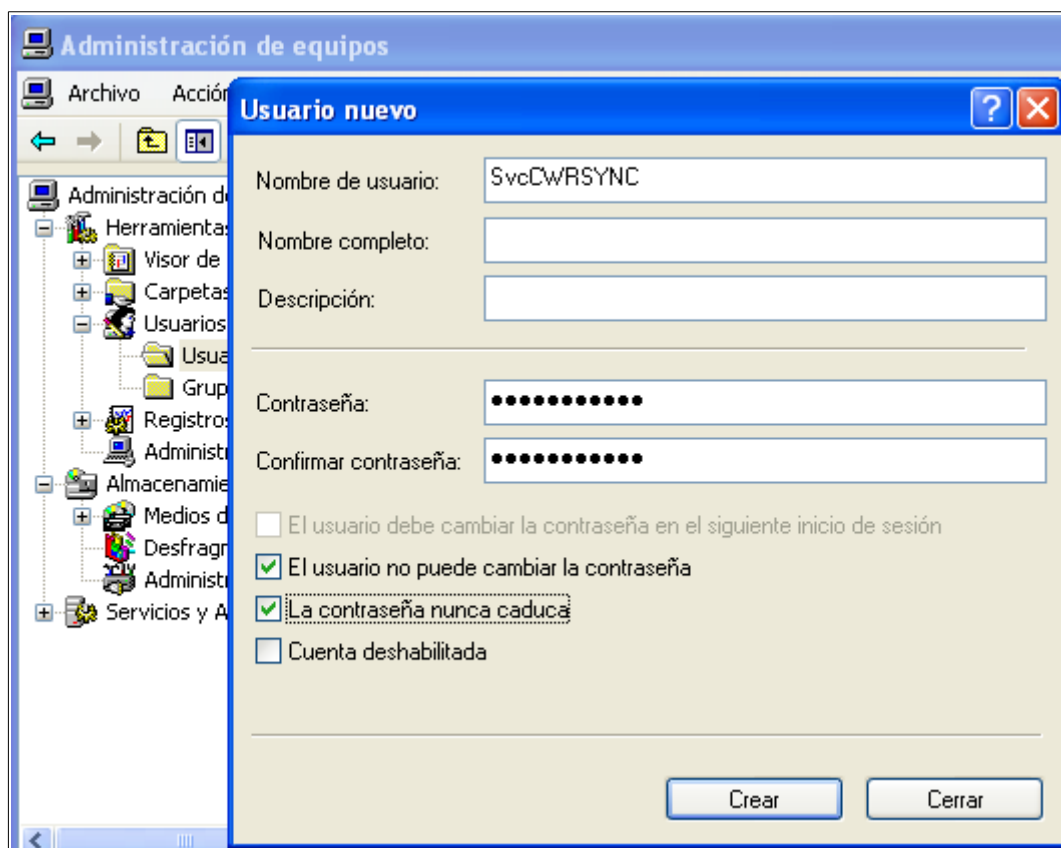 Administración de equipos
Archivo Acción
Usuario nuevo
Nombre de usuario: SvcCWRSYNC
Nombre completo:
Descripción:
Contraseña: ●●●●●●●●●●●
Confirmar contraseña: ●●●●●●●●●●●
El usuario debe cambiar la contraseña en el siguiente inicio de sesión
El usuario no puede cambiar la contraseña
La contraseña nunca caduca
Cuenta deshabilitada
Crear Cerrar
Administración d
Herramienta
Visor de
Carpetas
Usuarios
Usua
Grup
Registros
Administ
Almacenamie
Medios d
Desfragr
Administ
Servicios y A